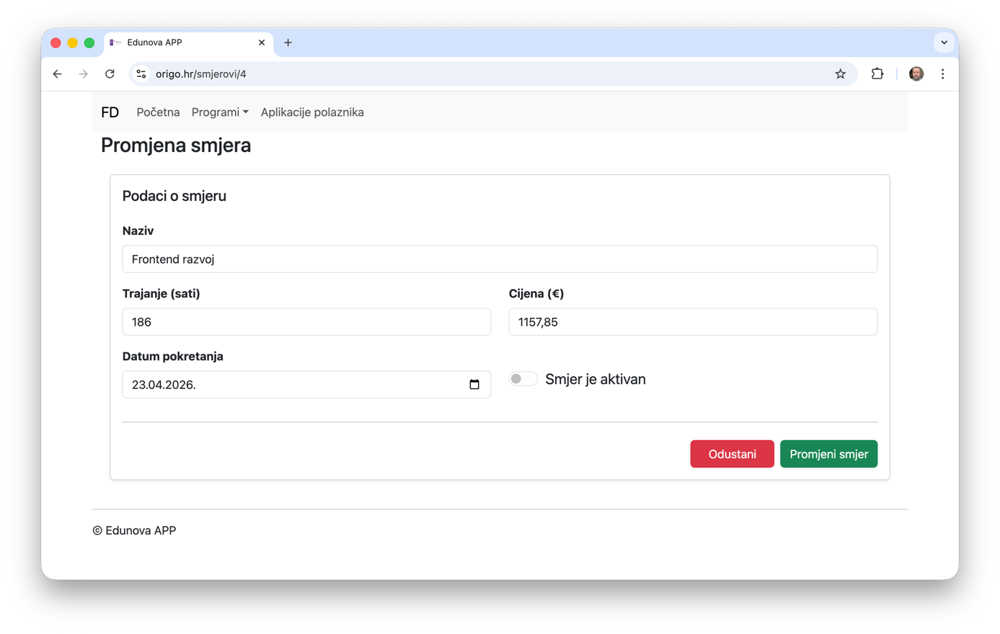 Edunova APP
origo.hr/smjerovi/4
FD Početna Programi Aplikacije polaznika
Promjena smjera
Podaci o smjeru
Naziv
Frontend razvoj
Trajanje (sati) Cijena (€)
186 1157,85
Datum pokretanja
23.04.2026. Smjer je aktivan
Odustani Promjeni smjer
© Edunova APP